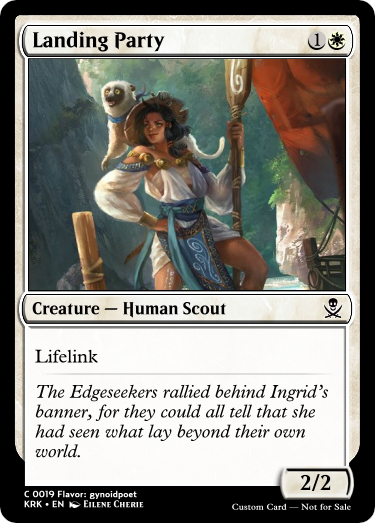 Landing Party 1
Creature — Human Scout
Lifelink
The Edgeseekers rallied behind Ingrid's
banner, for they could all tell that she
had seen what lay beyond their own
world.
2/2
C 0019 Flavor: gynoidpoet
KRK • EN Eilene Cherie
Custom Card — Not for Sale